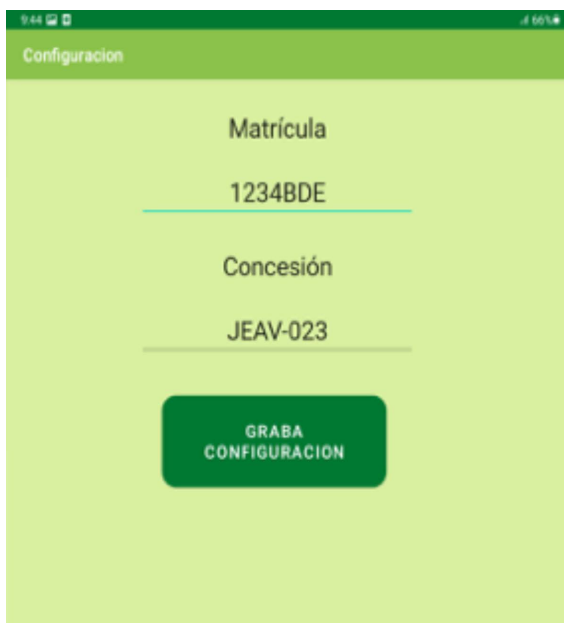 9:44
66%
Configuracion
Matrícula
1234BDE
Concesión
JEAV-023
GRABA
CONFIGURACION